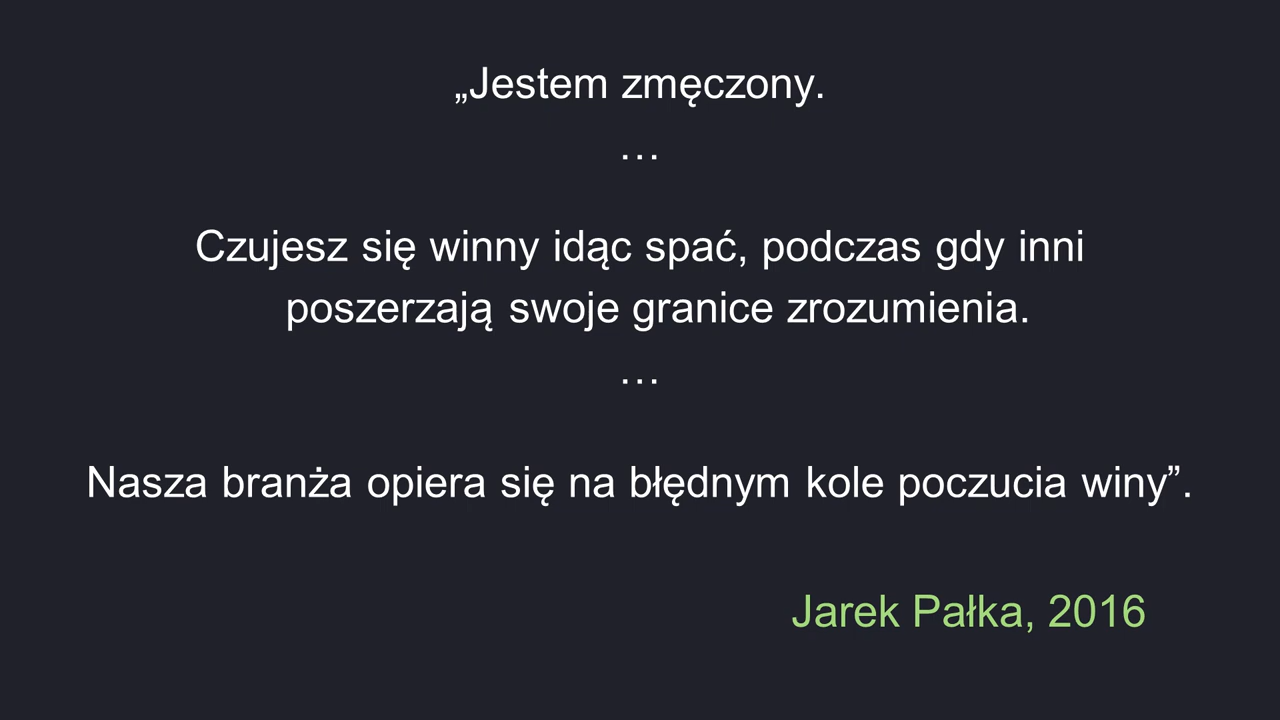 „Jestem zmęczony.
…
Czujesz się winny idąc spać, podczas gdy inni
poszerzają swoje granice zrozumienia.
…
Nasza branża opiera się na błędnym kole poczucia winy”.
Jarek Pałka, 2016